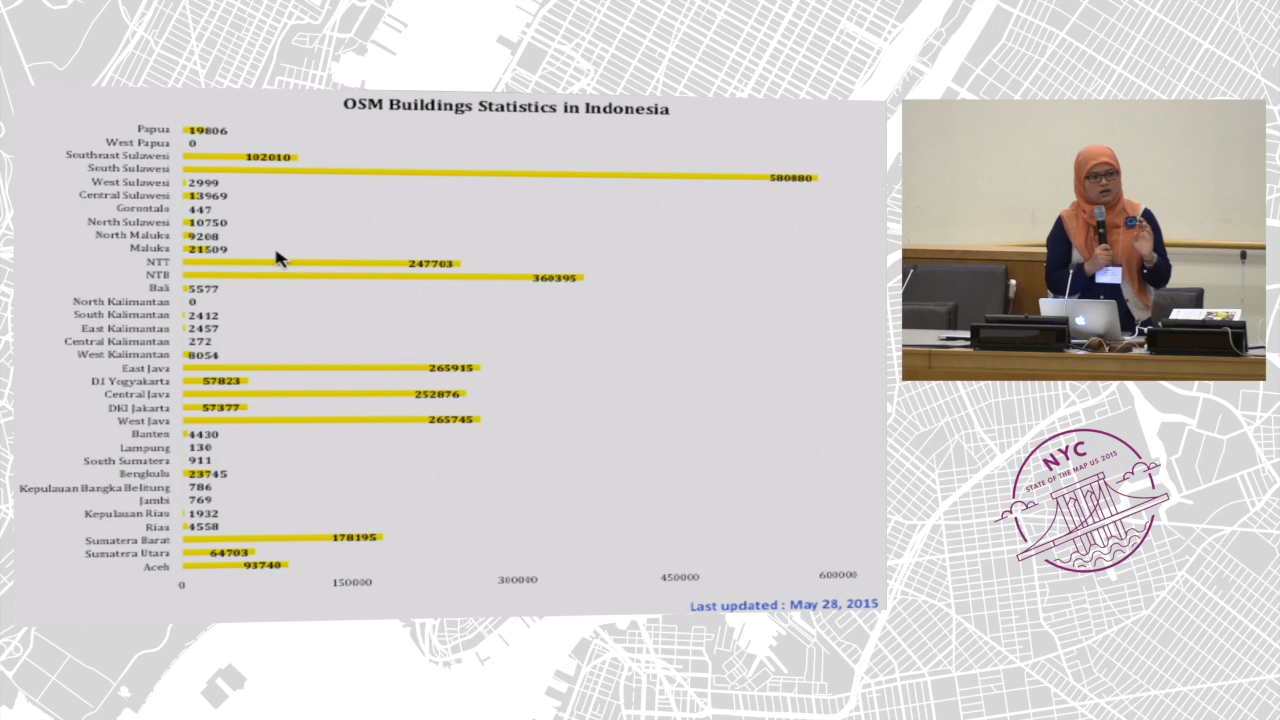 OSM Buildings Statistics in Indonesia
Papua 19806
West Papua 0
Southeast Sulawesi 102010
South Sulawesi 580880
West Sulawesi 2999
Central Sulawesi 13969
Gorontalo 447
North Sulawesi 10750
North Maluku 9208
Maluku 21509
NTT 247703
NTB 360395
Bali 5577
North Kalimantan 0
South Kalimantan 2412
East Kalimantan 2457
Central Kalimantan 272
West Kalimantan 8054
East Java 265915
D.I Yogyakarta 57823
Central Java 252876
DKI Jakarta 57377
West Java 265745
Banten 4430
Lampung 130
South Sumatera 911
Bengkulu 23745
Kepulauan Bangka Belitung 786
Jambi 769
Kepulauan Riau 1932
Riau 4558
Sumatera Barat 178195
Sumatera Utara 64703
Aceh 93740
0 150000 300000 450000 600000
Last updated : May 28, 2015
NYC
STATE OF THE MAP US 2015